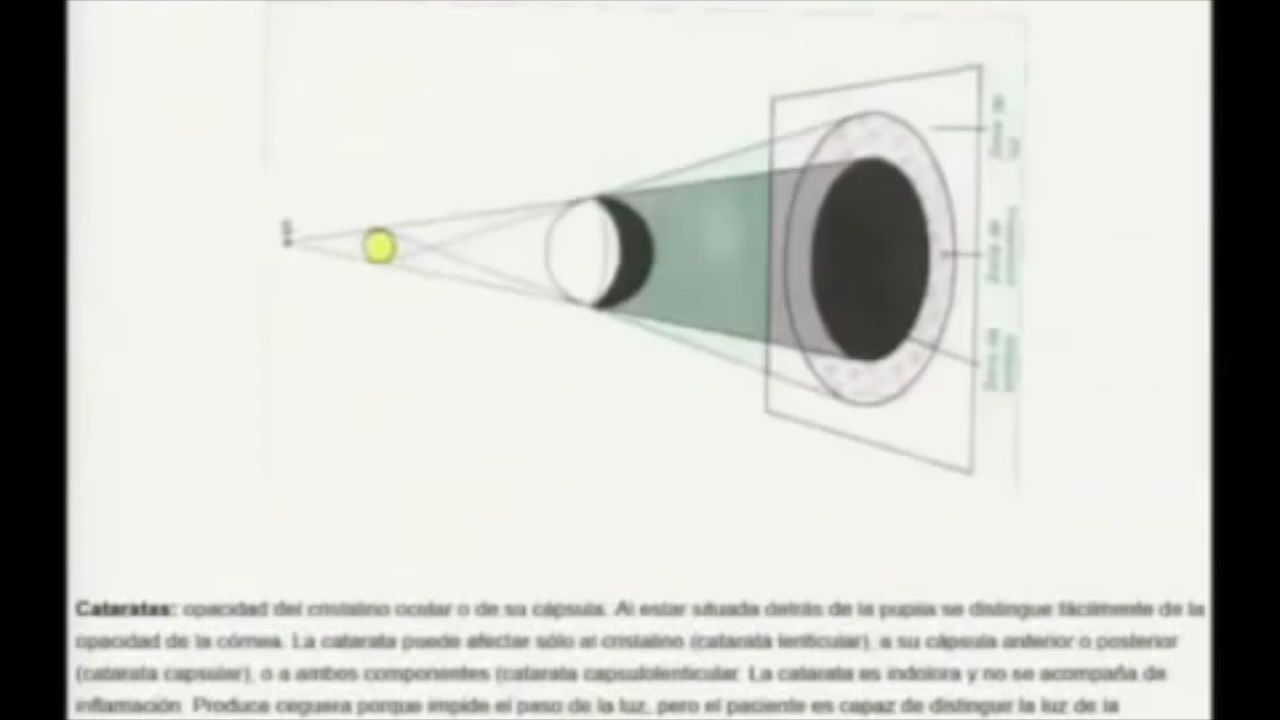 Cataratas: opacidad del cristalino ocular o de su cápsula. Al estar situada detrás de la pupila se distingue fácilmente de la
opacidad de la córnea. La catarata puede afectar sólo al cristalino (catarata lenticular), a su cápsula anterior o posterior
(catarata capsular), o a ambos componentes (catarata capsulolenticular. La catarata es indolora y no se acompaña de
inflamación. Produce ceguera porque impide el paso de la luz, pero el paciente es capaz de distinguir la luz de la